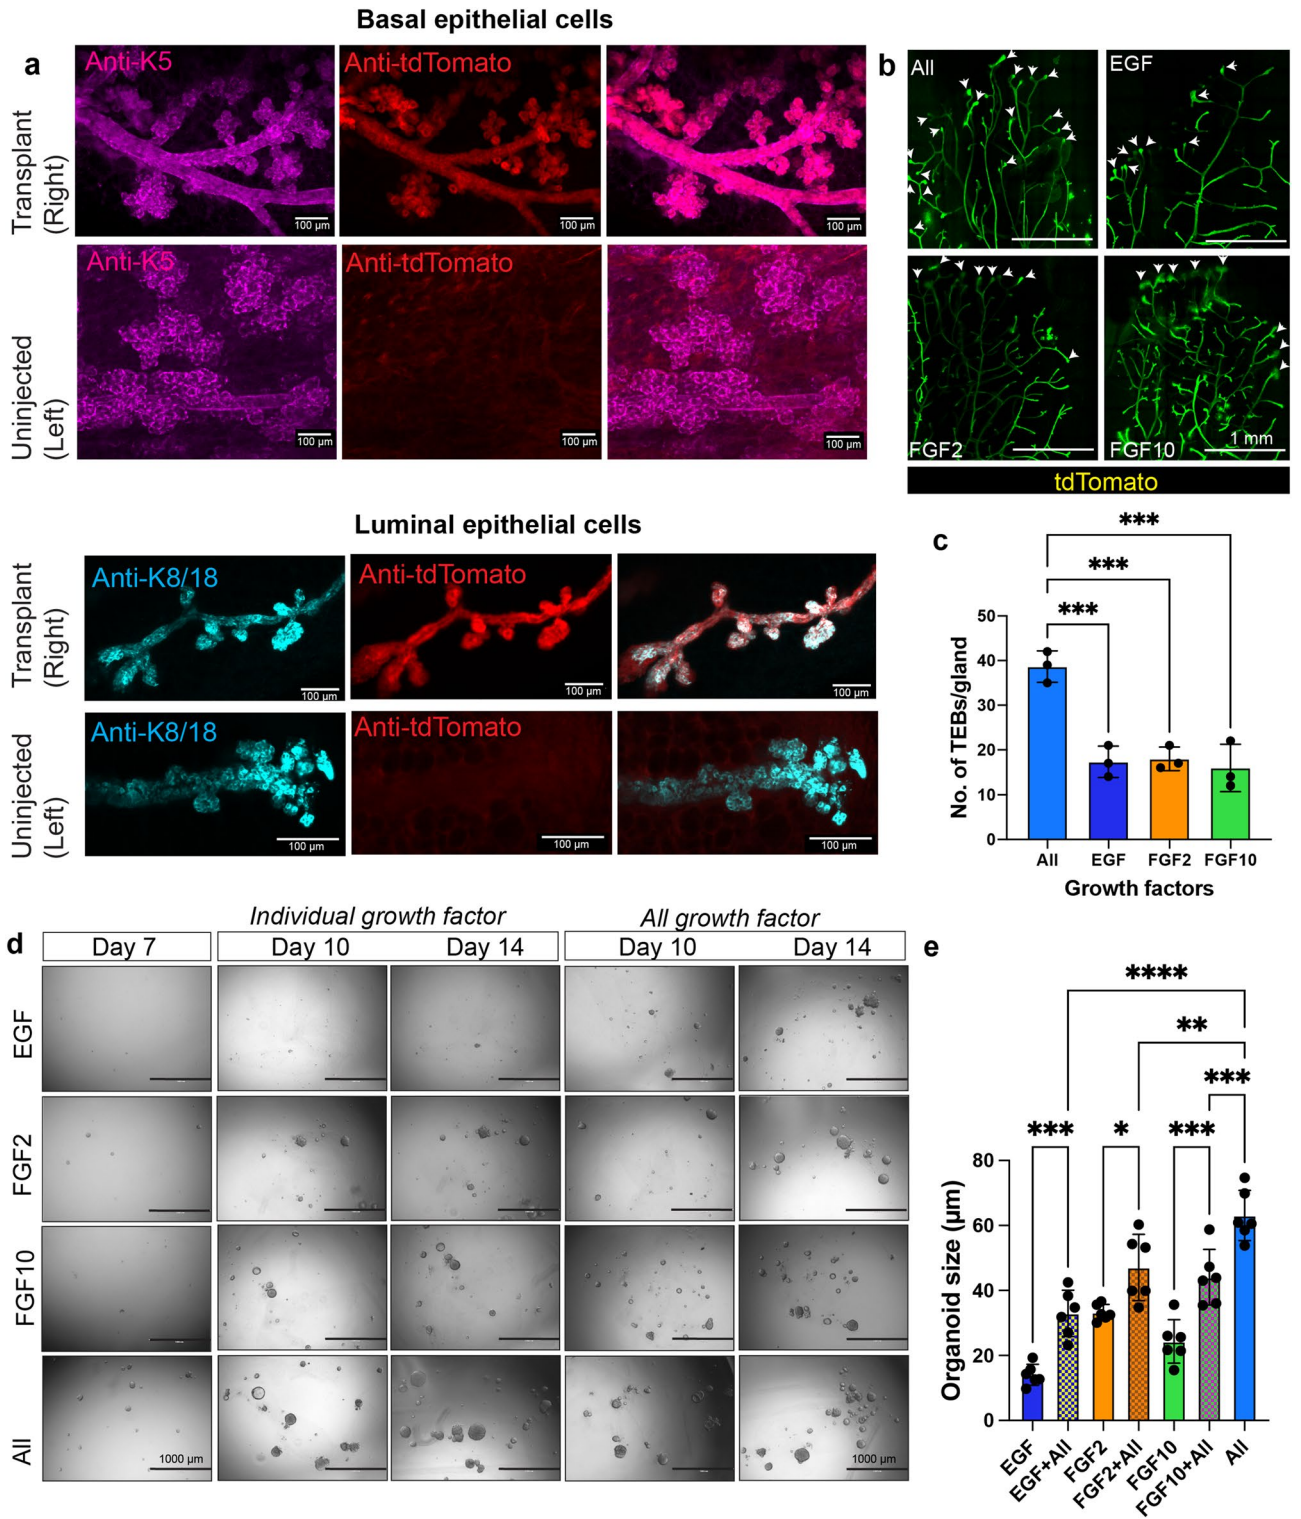 Basal epithelial cells
a
Transplant
(Right)
Anti-K5
Anti-tdTomato
100 µm
100 µm
100 µm
Uninjected
(Left)
Anti-K5
Anti-tdTomato
100 µm
100 µm
100 µm
Luminal epithelial cells
Transplant
(Right)
Anti-K8/18
Anti-tdTomato
100 µm
100 µm
100 µm
Uninjected
(Left)
Anti-K8/18
Anti-tdTomato
100 µm
100 µm
100 µm
b
All
EGF
FGF2
FGF10
1 mm
tdTomato
c
***
***
***
No. of TEBs/gland
50
40
30
20
10
0
All
EGF
FGF2
FGF10
Growth factors
d
Individual growth factor
All growth factor
Day 7
Day 10
Day 14
Day 10
Day 14
EGF
FGF2
FGF10
All
1000 µm
1000 µm
e
****
**
***
***
*
***
Organoid size (µm)
80
60
40
20
0
EGF
EGF+All
FGF2
FGF2+All
FGF10
FGF10+All
All